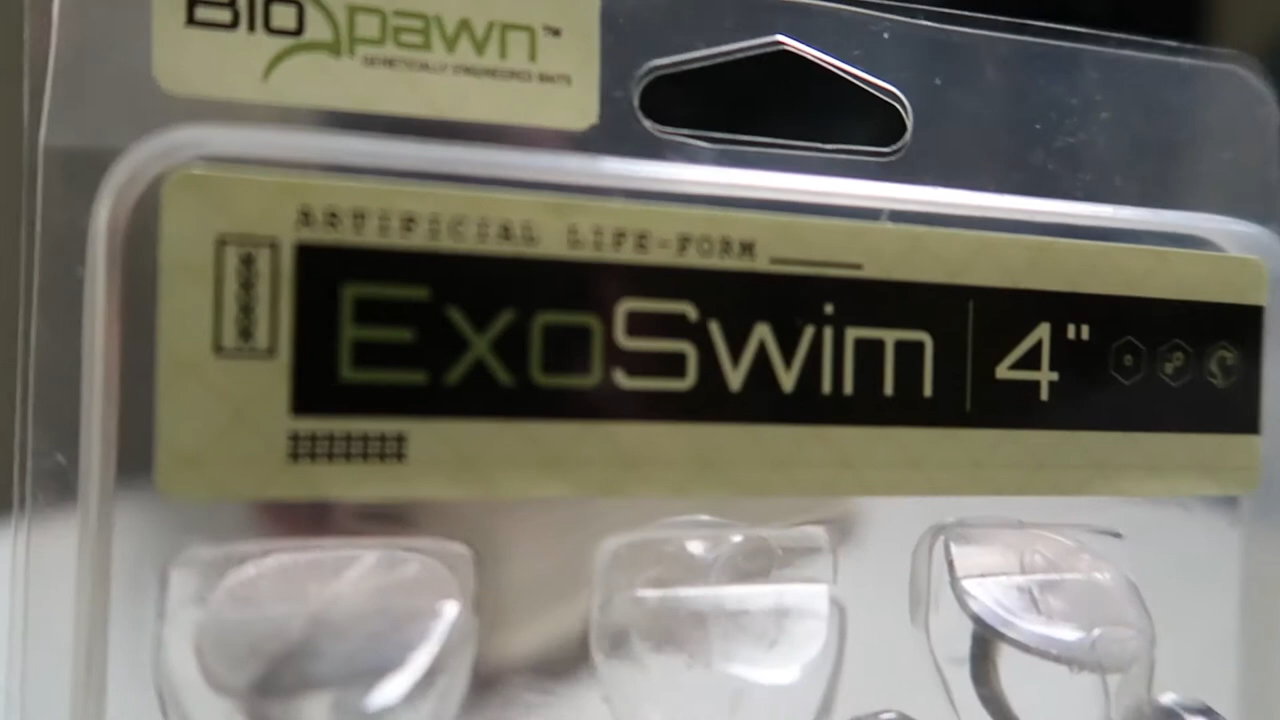 BioSpawn™
GENETICALLY ENGINEERED BAITS
ARTIFICIAL LIFE-FORM
ExoSwim 4"